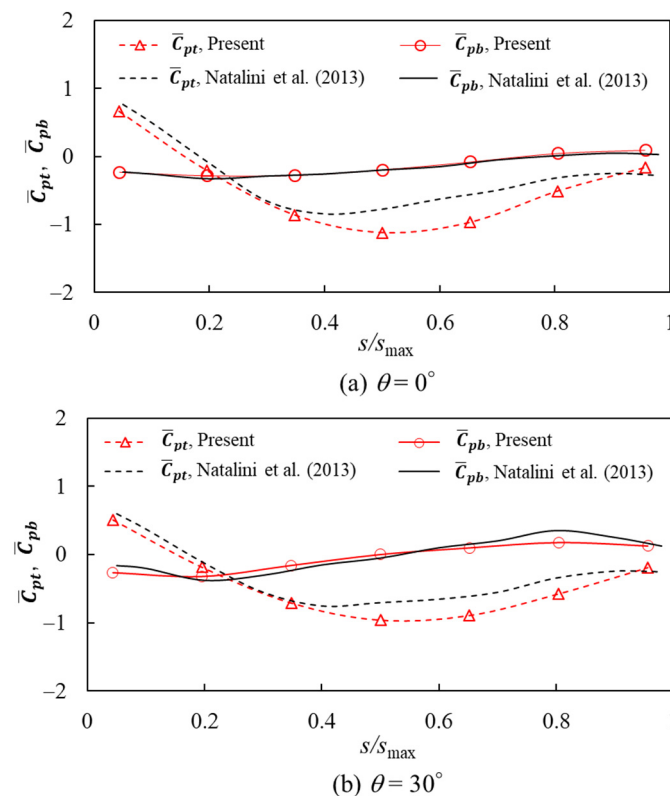 2
C̅pt, Present
C̅pb, Present
C̅pt, Natalini et al. (2013)
C̅pb, Natalini et al. (2013)
1
0
−1
−2
C̅pt, C̅pb
0
0.2
0.4
0.6
0.8
1
s/smax
(a) θ = 0°
2
C̅pt, Present
C̅pb, Present
C̅pt, Natalini et al. (2013)
C̅pb, Natalini et al. (2013)
1
0
−1
−2
C̅pt, C̅pb
0
0.2
0.4
0.6
0.8
1
s/smax
(b) θ = 30°